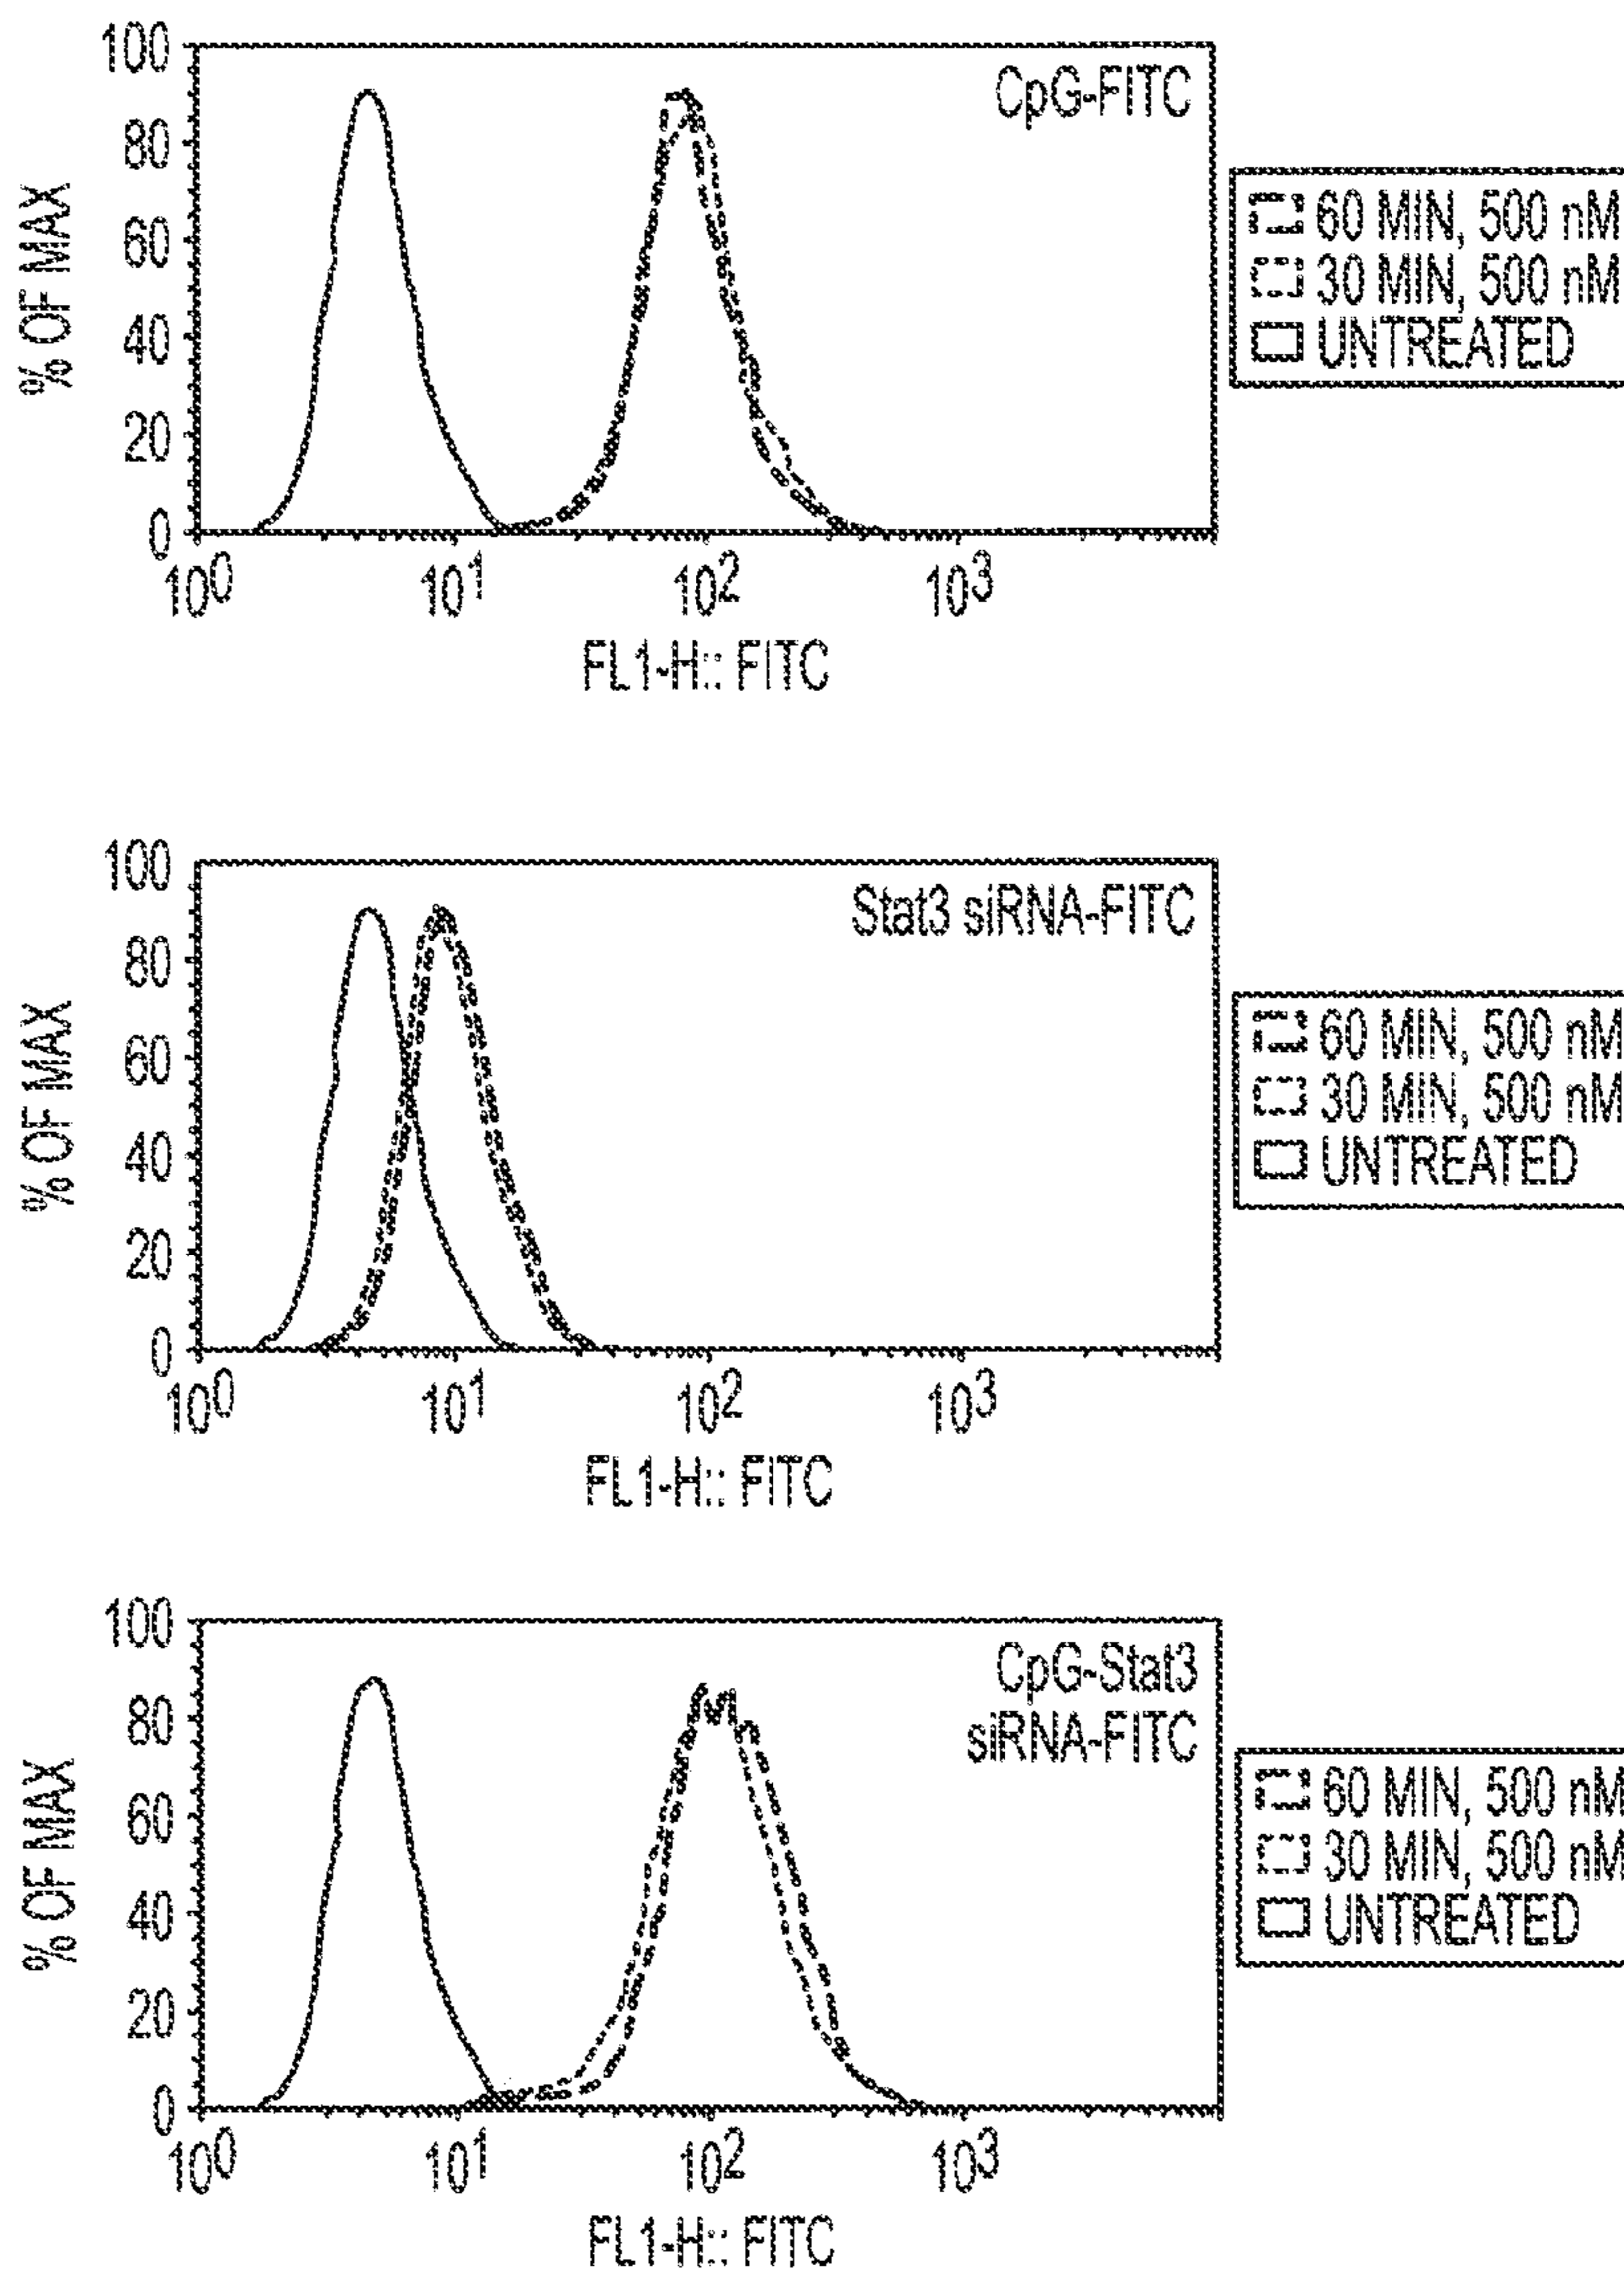 100
80
60
40
20
0
% OF MAX
CpG-FITC
10^0 10^1 10^2 10^3
FL1-H:: FITC
60 MIN, 500 nM
30 MIN, 500 nM
UNTREATED
100
80
60
40
20
0
% OF MAX
Stat3 siRNA-FITC
10^0 10^1 10^2 10^3
FL1-H:: FITC
60 MIN, 500 nM
30 MIN, 500 nM
UNTREATED
100
80
60
40
20
0
% OF MAX
CpG-Stat3
siRNA-FITC
10^0 10^1 10^2 10^3
FL1-H:: FITC
60 MIN, 500 nM
30 MIN, 500 nM
UNTREATED